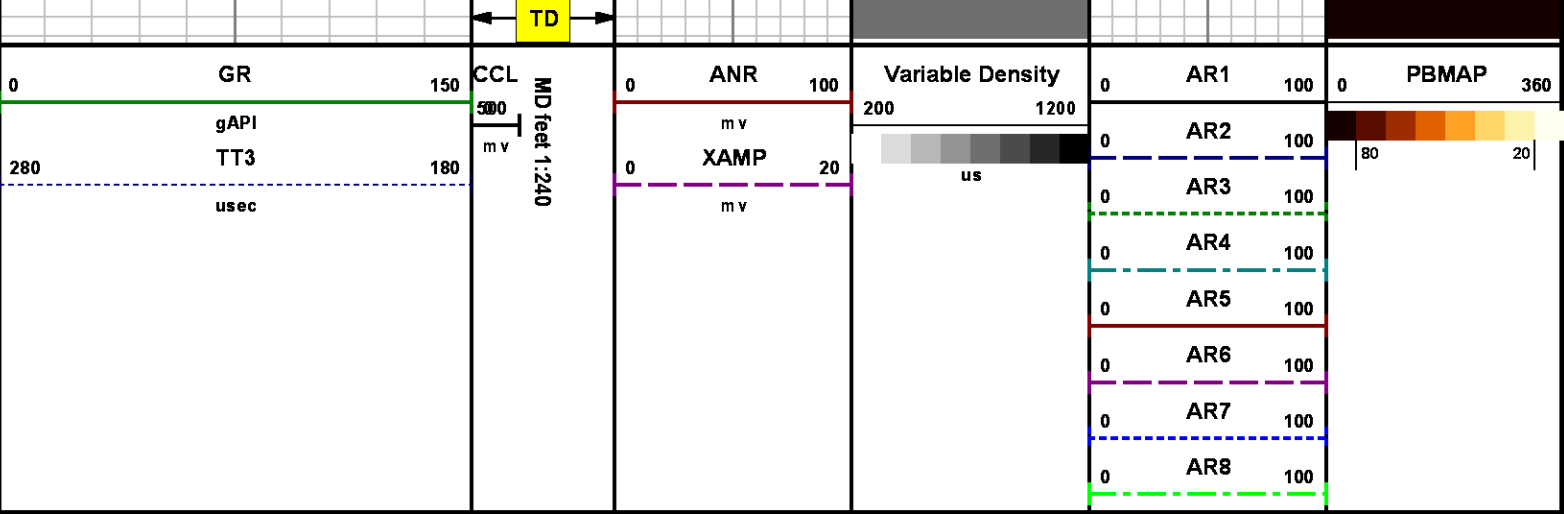 TD
GR
0 150
gAPI
TT3
280 180
usec
CCL
mv
MD feet 1:240
ANR
0 100
mv
XAMP
0 20
mv
Variable Density
200 1200
us
AR1
0 100
AR2
0 100
AR3
0 100
AR4
0 100
AR5
0 100
AR6
0 100
AR7
0 100
AR8
0 100
PBMAP
0 360
80 20